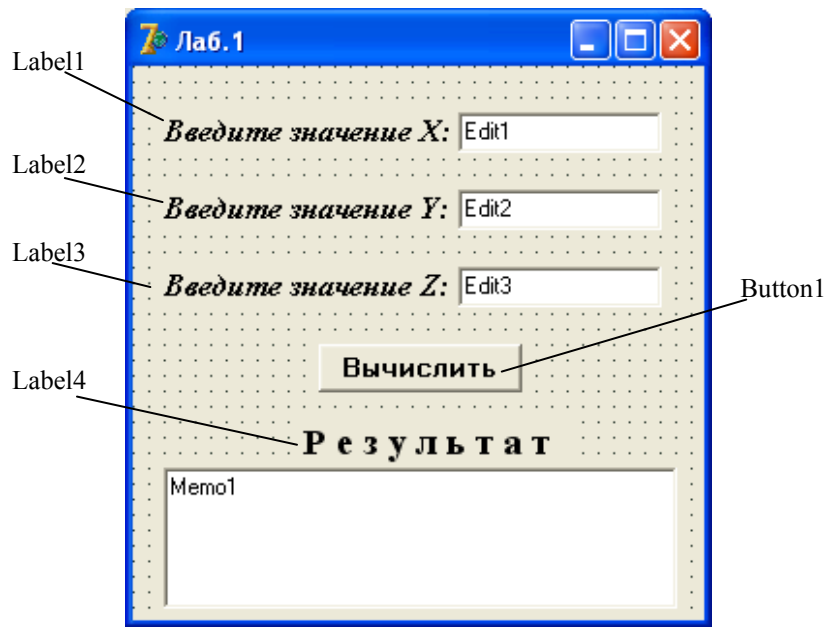 Лаб.1
Label1
Введите значение X: Edit1
Label2
Введите значение Y: Edit2
Label3
Введите значение Z: Edit3
Button1
Вычислить
Label4
Р е з у л ь т а т
Memo1